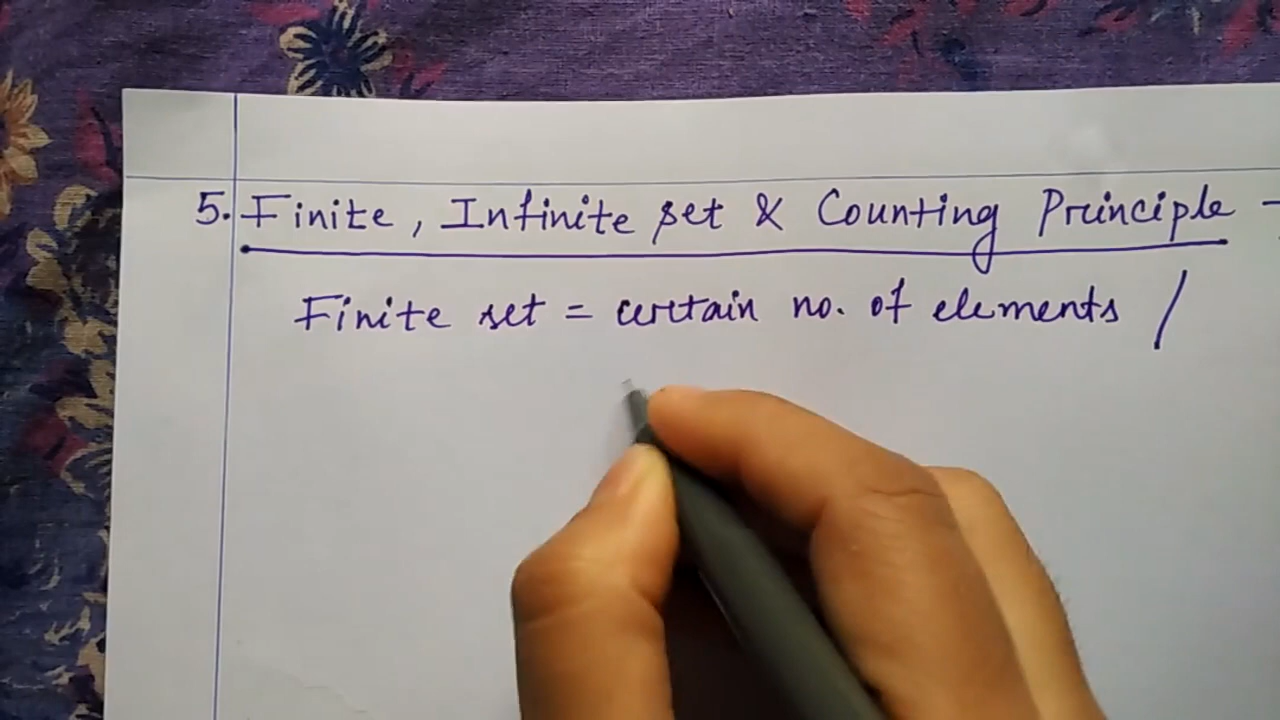 5. Finite, Infinite set & Counting Principle -
Finite set = certain no. of elements /